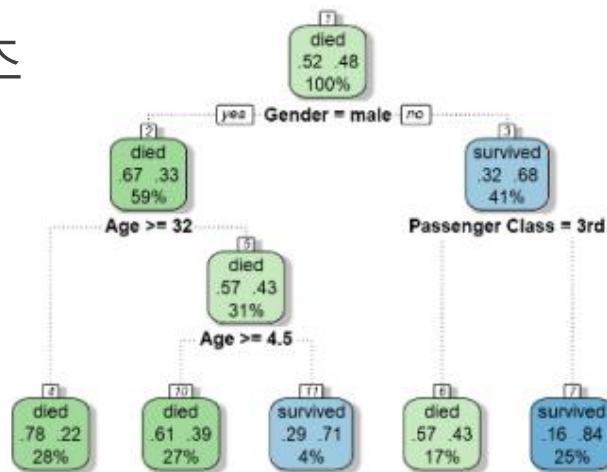 1
died
.52 .48
100%
yes Gender = male no
2
died
.67 .33
59%
3
survived
.32 .68
41%
Age >= 32
Passenger Class = 3rd
5
died
.57 .43
31%
Age >= 4.5
4
died
.78 .22
28%
10
died
.61 .39
27%
11
survived
.29 .71
4%
6
died
.57 .43
17%
7
survived
.16 .84
25%